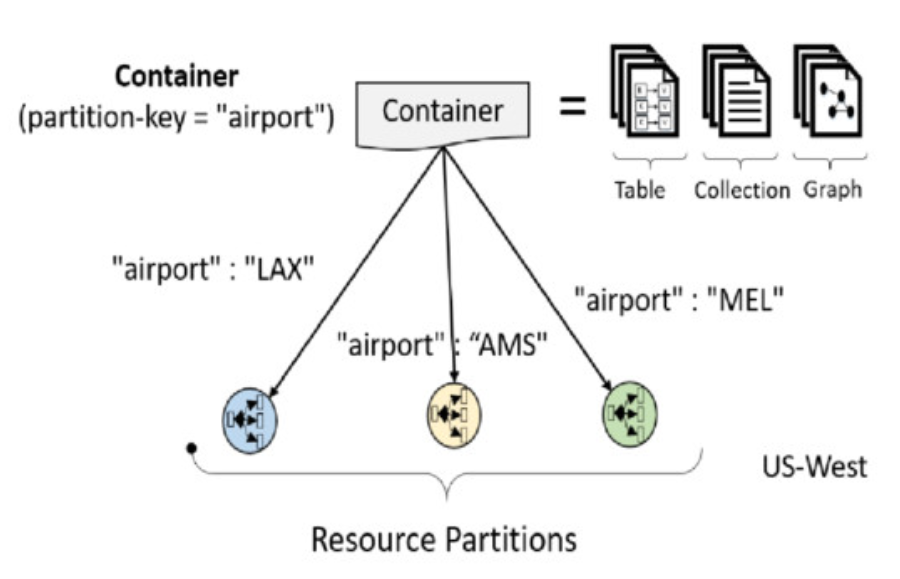 Container
(partition-key = "airport")
Container
=
Table
Collection
Graph
"airport" : "LAX"
"airport" : "MEL"
"airport" : “AMS"
US-West
Resource Partitions